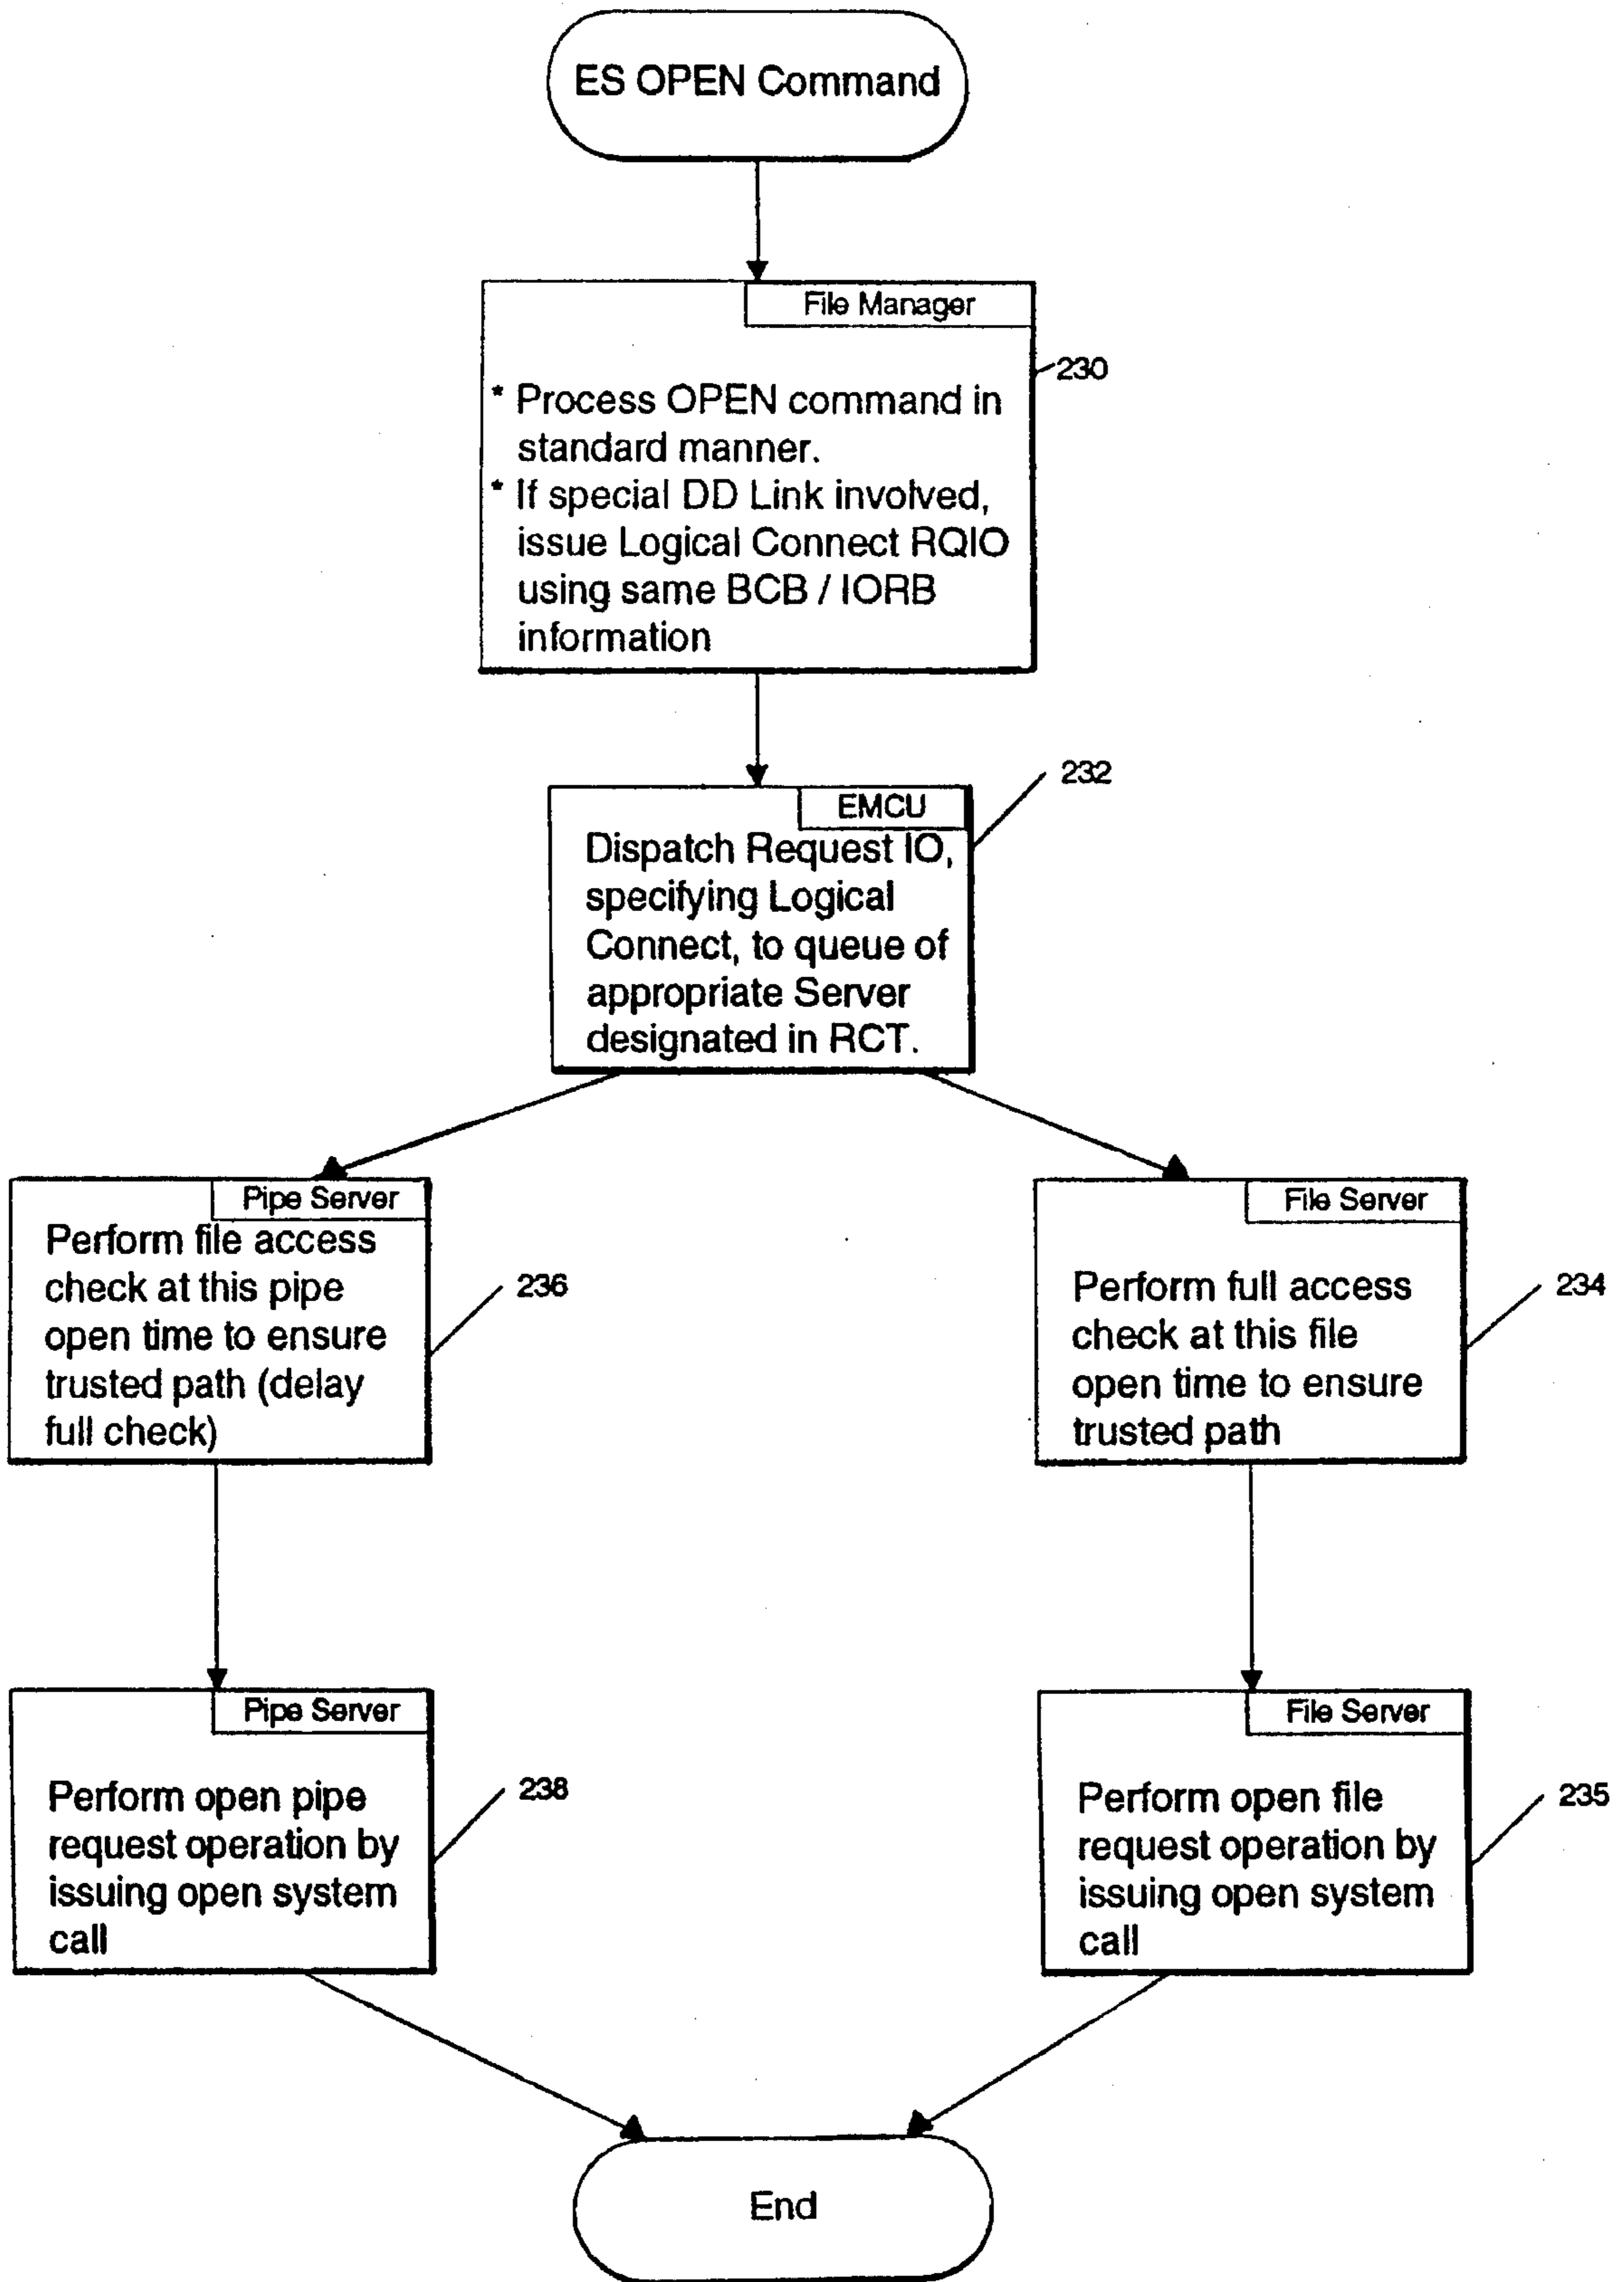 ES OPEN Command
File Manager
230
* Process OPEN command in
standard manner.
* If special DD Link involved,
issue Logical Connect RQIO
using same BCB / IORB
information
232
EMCU
Dispatch Request IO,
specifying Logical
Connect, to queue of
appropriate Server
designated in RCT.
Pipe Server
Perform file access
check at this pipe
open time to ensure
trusted path (delay
full check)
236
File Server
Perform full access
check at this file
open time to ensure
trusted path
234
Pipe Server
Perform open pipe
request operation by
issuing open system
call
238
File Server
Perform open file
request operation by
issuing open system
call
235
End